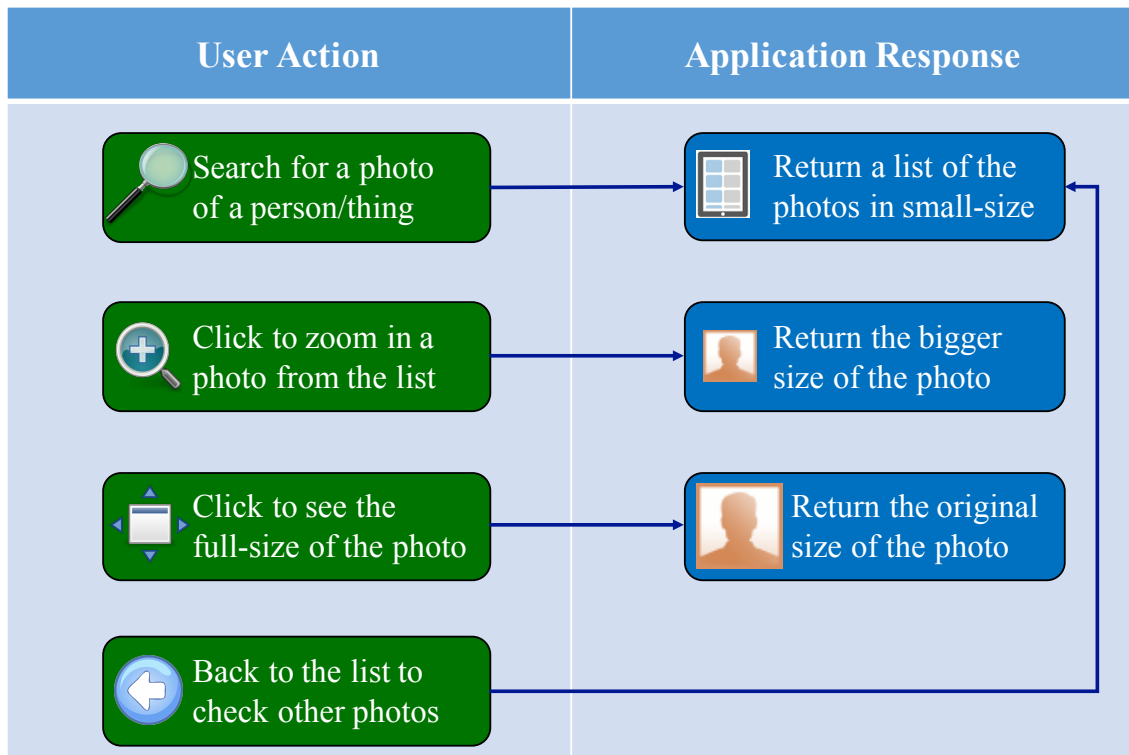 User Action
Application Response
Search for a photo
of a person/thing
Return a list of the
photos in small-size
Click to zoom in a
photo from the list
Return the bigger
size of the photo
Click to see the
full-size of the photo
Return the original
size of the photo
Back to the list to
check other photos